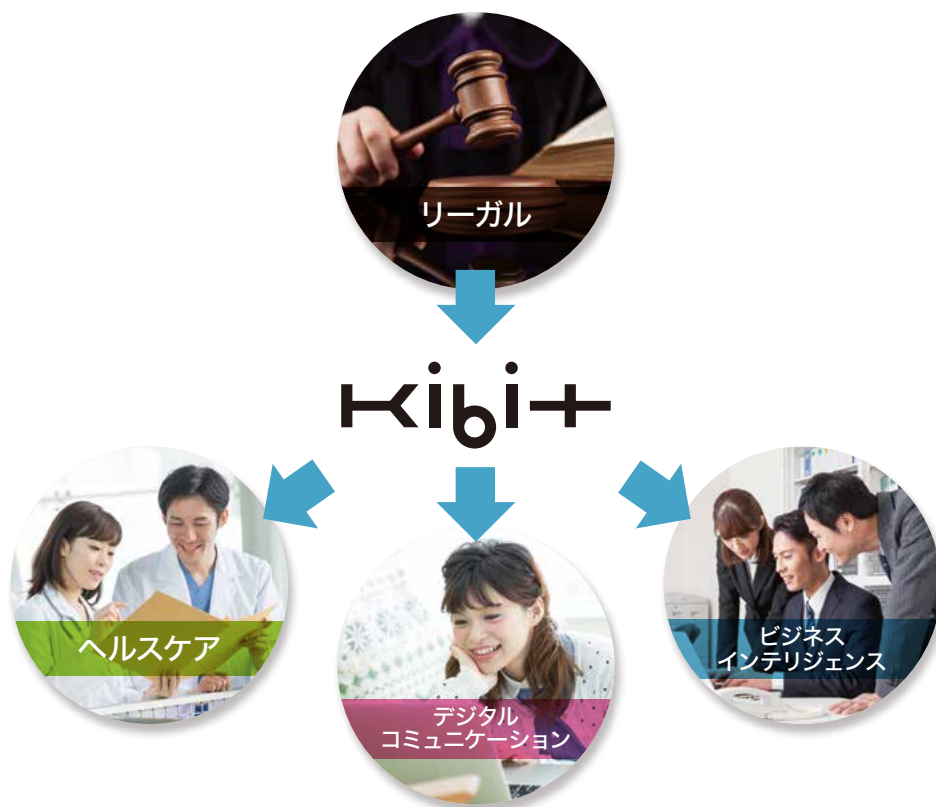 リーガル
kibit
ヘルスケア
デジタル
コミュニケーション
ビジネス
インテリジェンス